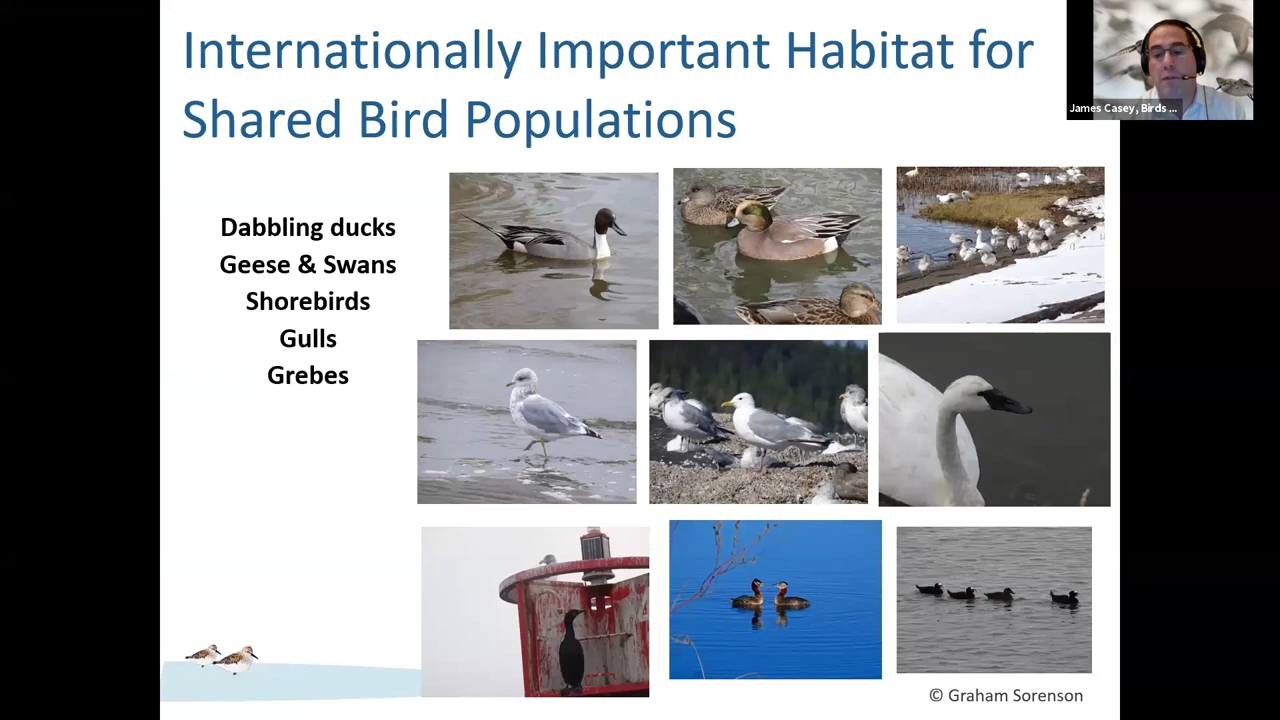 Internationally Important Habitat for
Shared Bird Populations
James Casey, Birds ...
Dabbling ducks
Geese & Swans
Shorebirds
Gulls
Grebes
© Graham Sorenson